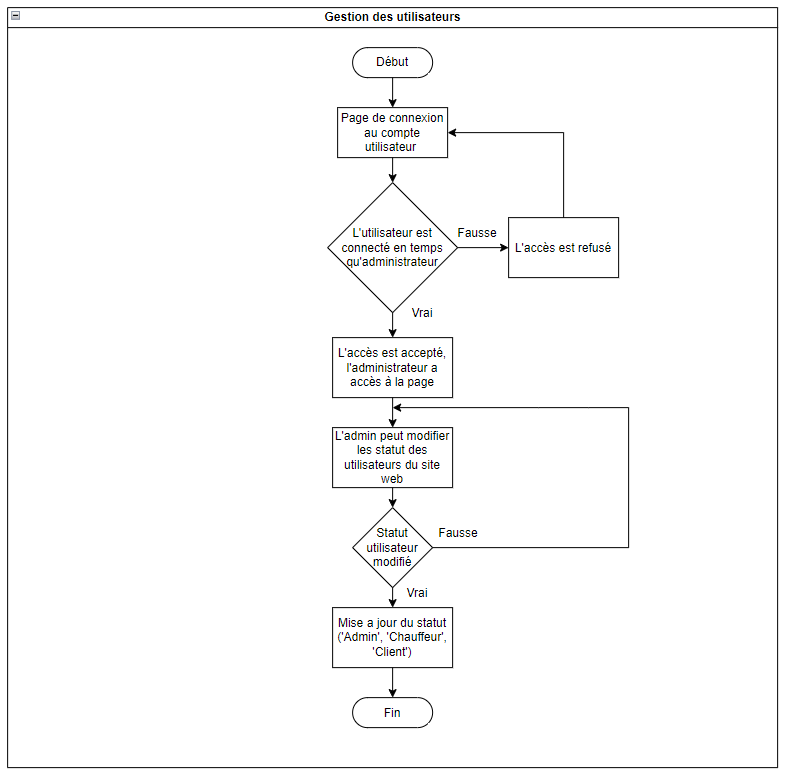 Gestion des utilisateurs
Début
Page de connexion
au compte
utilisateur
L'utilisateur est
connecté en temps
qu'administrateur
Fausse
L'accès est refusé
Vrai
L'accès est accepté,
l'administrateur a
accès à la page
L'admin peut modifier
les statut des
utilisateurs du site
web
Statut
utilisateur
modifié
Fausse
Vrai
Mise a jour du statut
('Admin', 'Chauffeur',
'Client')
Fin